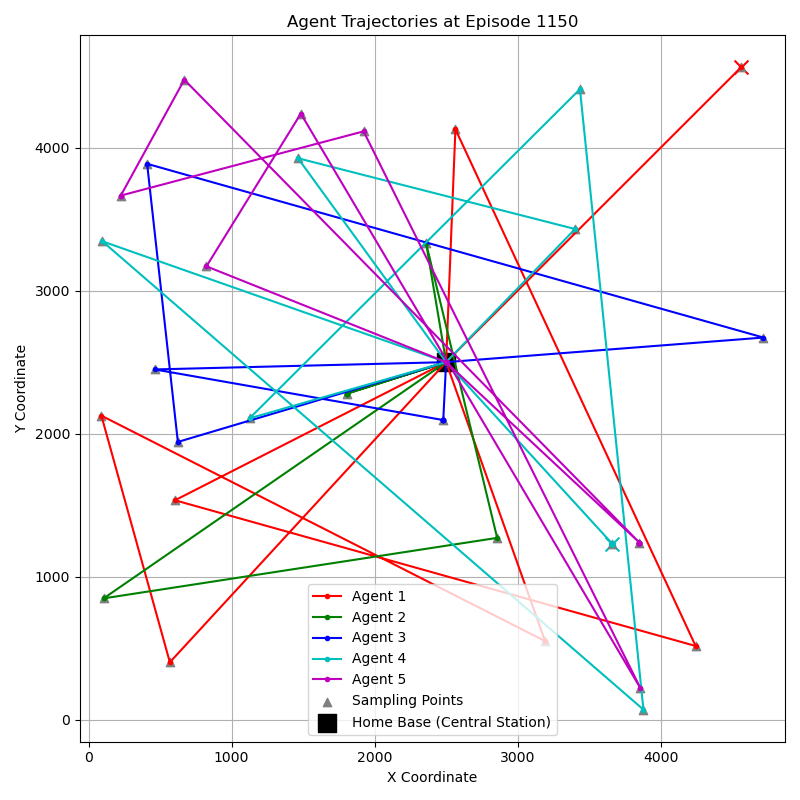 Agent Trajectories at Episode 1150
Y Coordinate
4000
3000
2000
1000
0
Agent 1
Agent 2
Agent 3
Agent 4
Agent 5
Sampling Points
Home Base (Central Station)
0 1000 2000 3000 4000
X Coordinate